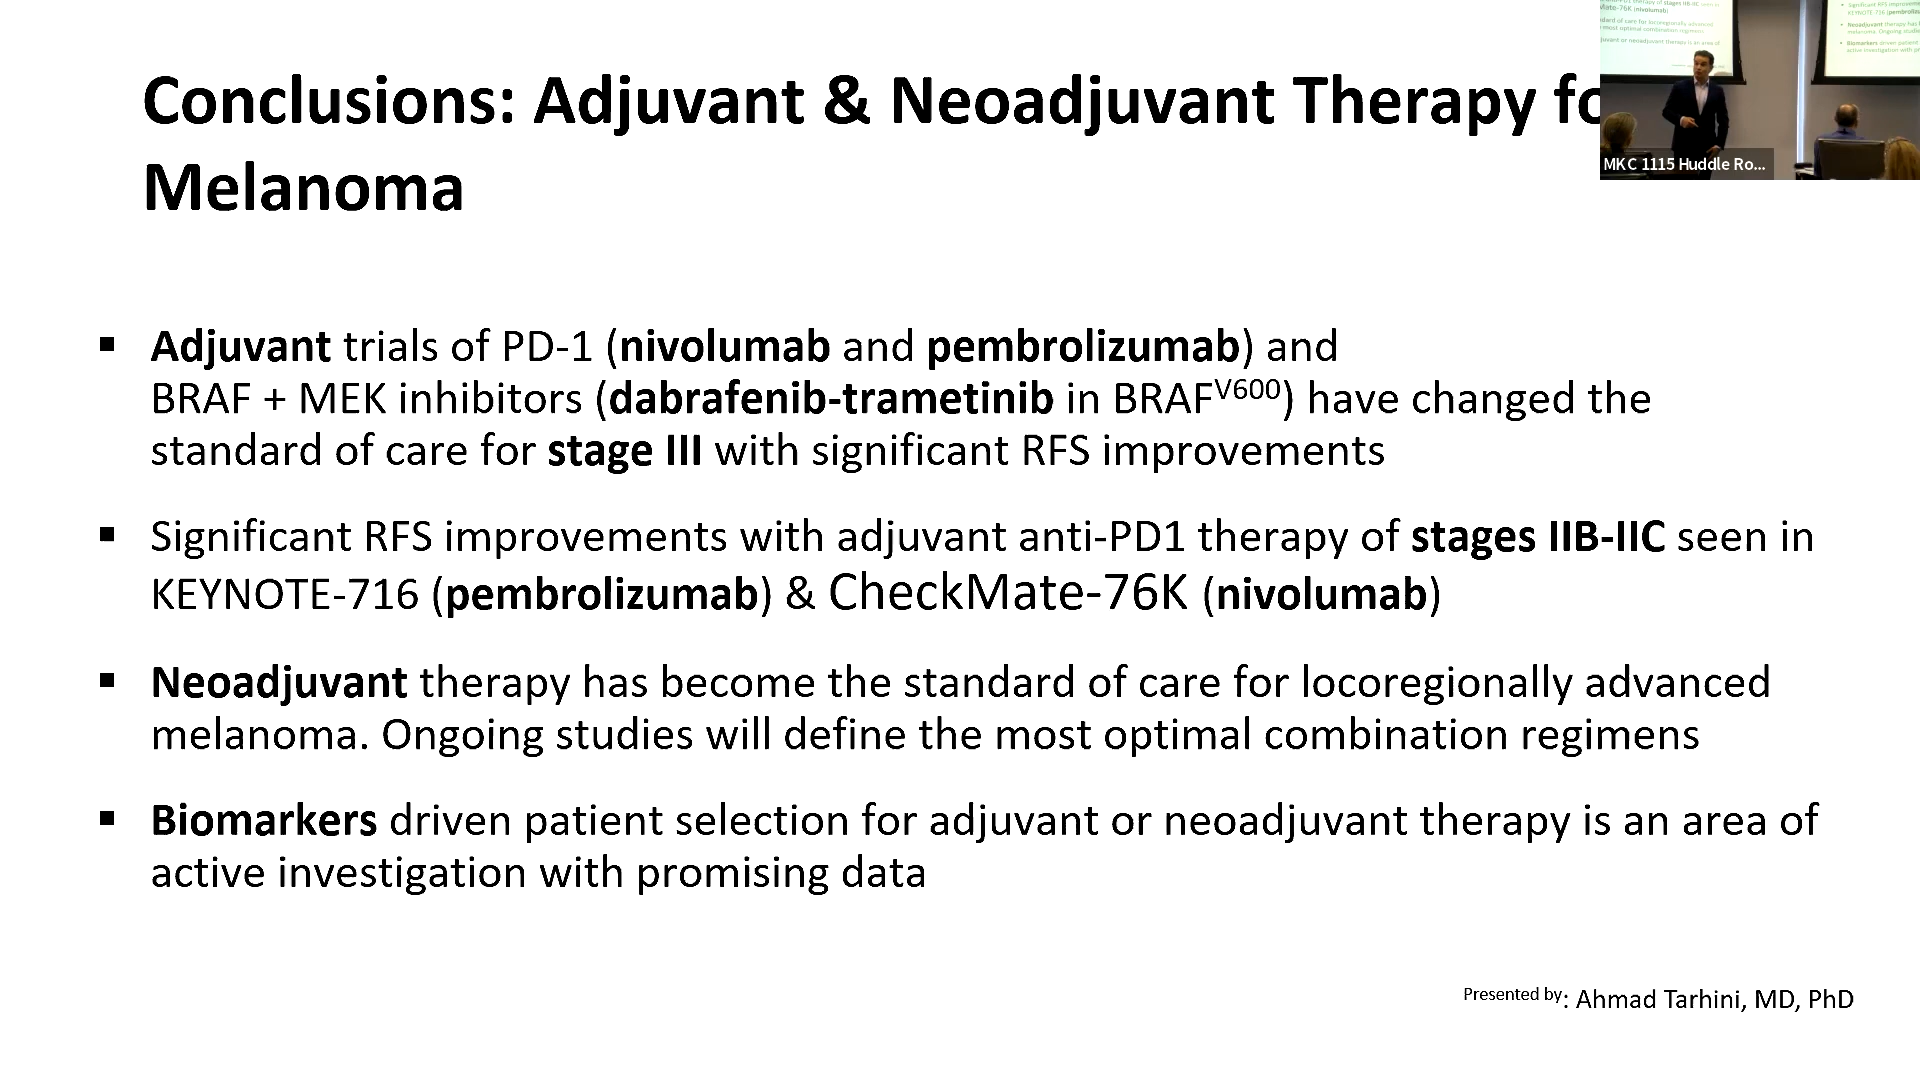 Conclusions: Adjuvant & Neoadjuvant Therapy
Melanoma
▪ Adjuvant trials of PD-1 (nivolumab and pembrolizumab) and
BRAF + MEK inhibitors (dabrafenib-trametinib in BRAFV600) have changed the
standard of care for stage III with significant RFS improvements
▪ Significant RFS improvements with adjuvant anti-PD1 therapy of stages IIB-IIC seen in
KEYNOTE-716 (pembrolizumab) & CheckMate-76K (nivolumab)
▪ Neoadjuvant therapy has become the standard of care for locoregionally advanced
melanoma. Ongoing studies will define the most optimal combination regimens
▪ Biomarkers driven patient selection for adjuvant or neoadjuvant therapy is an area of
active investigation with promising data
Presented by: Ahmad Tarhini, MD, PhD
MKC 1115 Huddle Ro...